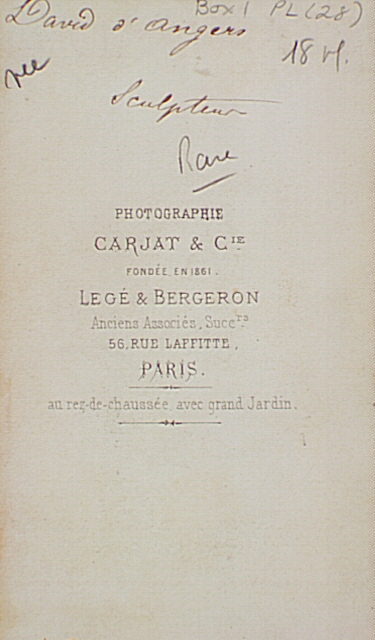 Box 1 PL (28)
David d'angers
Sculpteur
Rare
PHOTOGRAPHIE
CARJAT & CIE
FONDÉE EN 1861.
LEGÉ & BERGERON
Anciens Associés, Succrs
56, RUE LAFFITTE,
PARIS.
au rez-de-chaussée, avec grand Jardin.